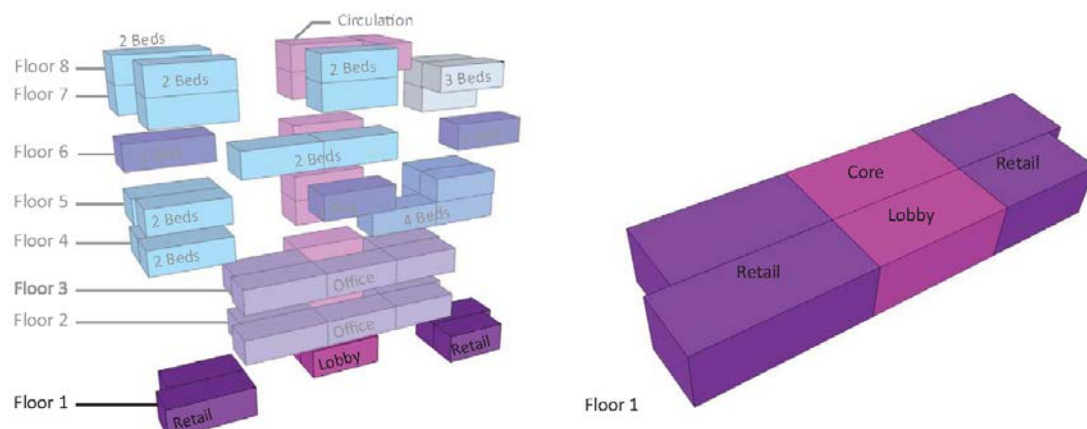 Circulation
2 Beds
Floor 8
2 Beds
2 Beds
3 Beds
Floor 7
Floor 6
2 Beds
Floor 5
2 Beds
4 Beds
Floor 4
2 Beds
Floor 3
Office
Floor 2
Office
Lobby
Retail
Floor 1
Retail
Core
Retail
Lobby
Retail
Floor 1